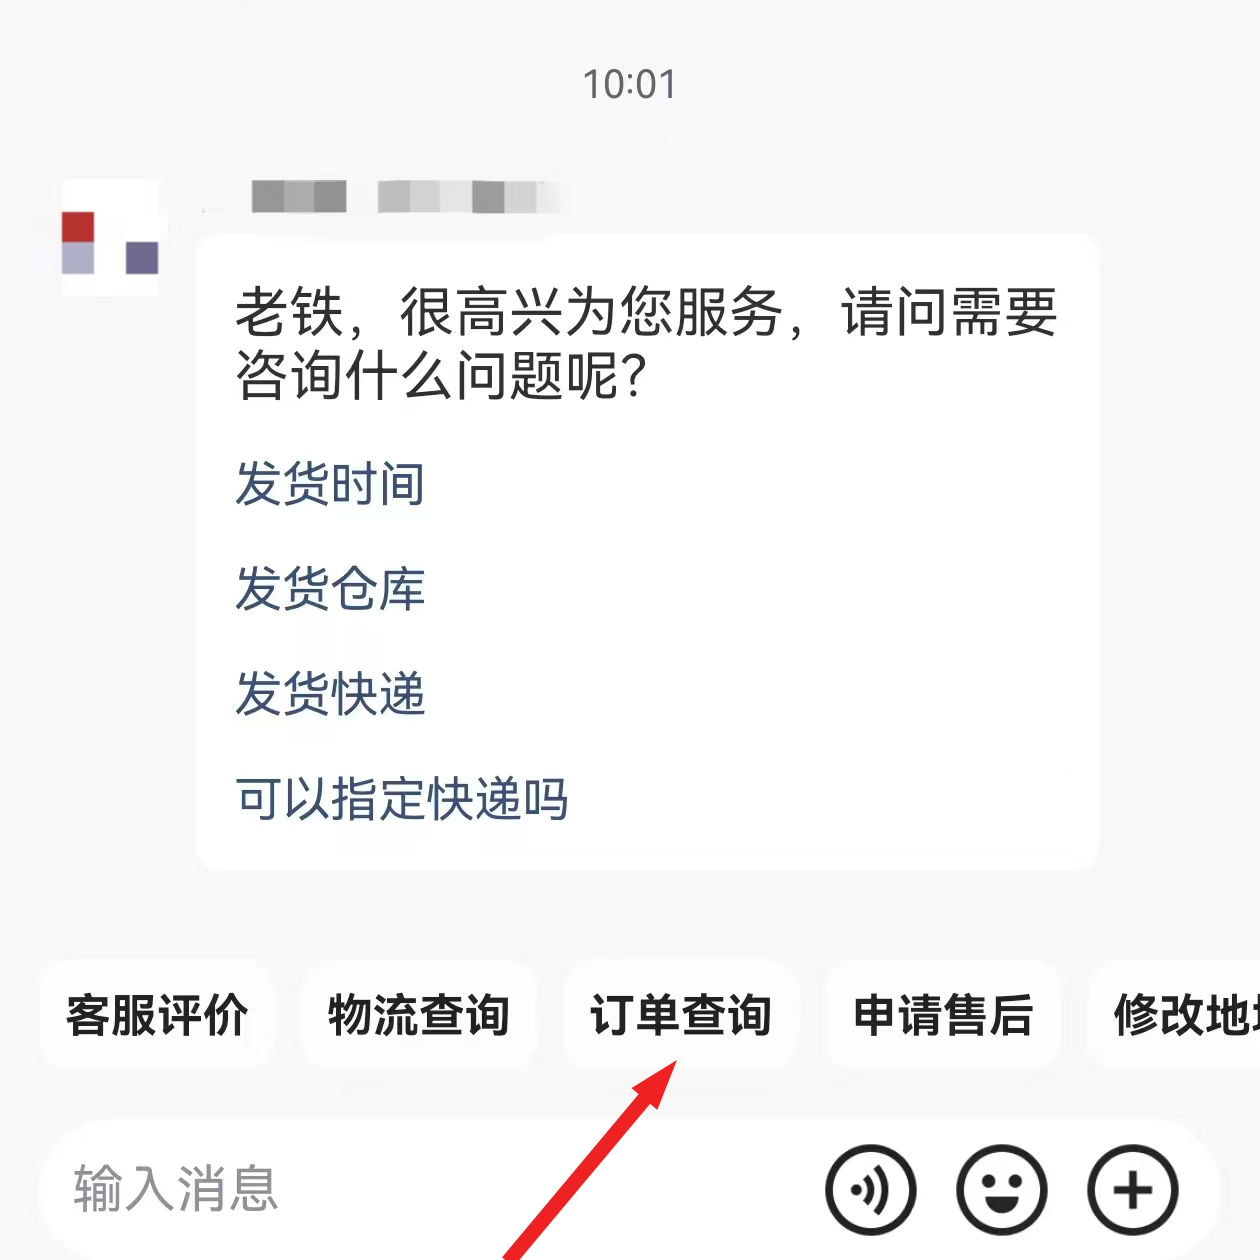 10:01
老铁，很高兴为您服务，请问需要
咨询什么问题呢？
发货时间
发货仓库
发货快递
可以指定快递吗
客服评价
物流查询
订单查询
申请售后
修改地
输入消息